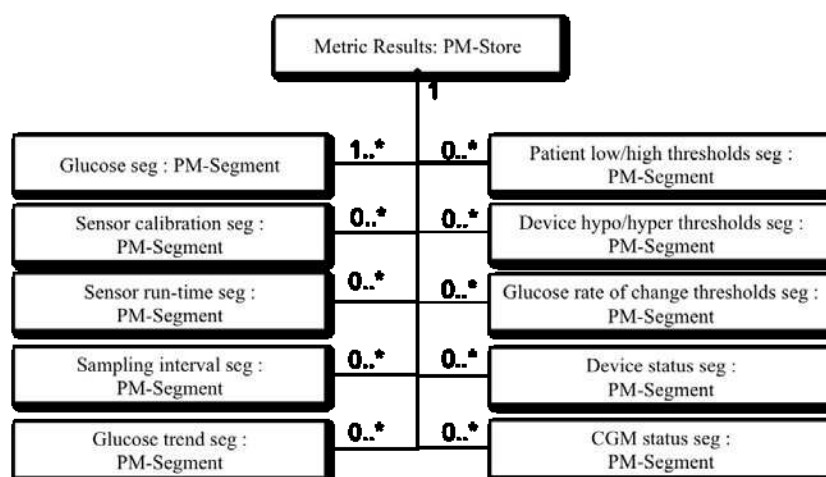 Metric Results: PM-Store
1
Glucose seg : PM-Segment
1..*
0..*
Patient low/high thresholds seg :
PM-Segment
Sensor calibration seg :
PM-Segment
0..*
0..*
Device hypo/hyper thresholds seg :
PM-Segment
Sensor run-time seg :
PM-Segment
0..*
0..*
Glucose rate of change thresholds seg :
PM-Segment
Sampling interval seg :
PM-Segment
0..*
0..*
Device status seg :
PM-Segment
Glucose trend seg :
PM-Segment
0..*
0..*
CGM status seg :
PM-Segment